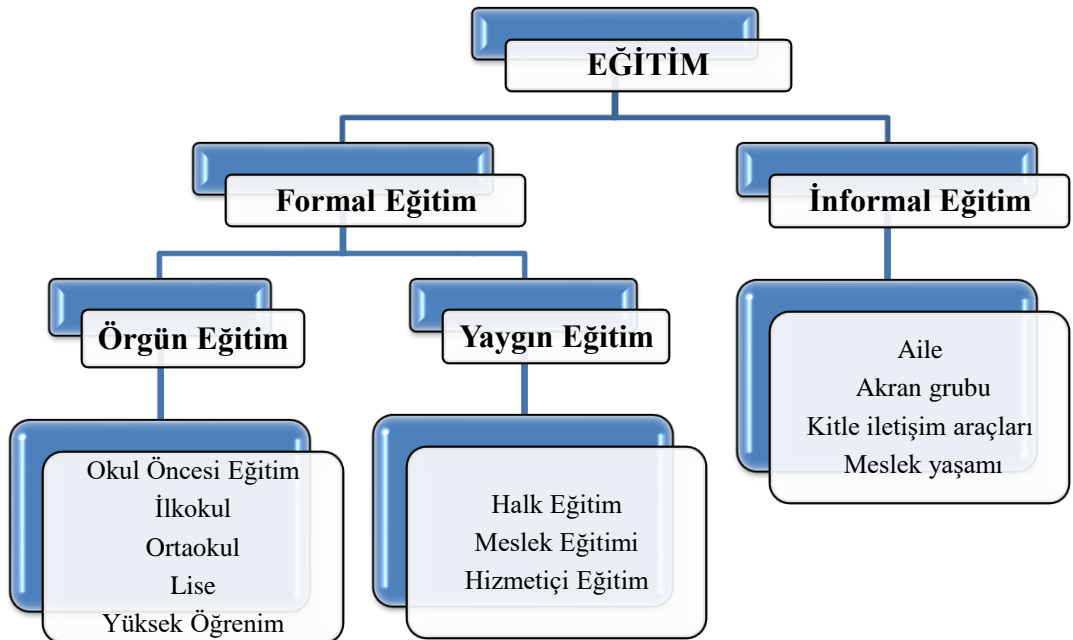 EĞİTİM
Formal Eğitim
İnformal Eğitim
Örgün Eğitim
Yaygın Eğitim
Okul Öncesi Eğitim
İlkokul
Ortaokul
Lise
Yüksek Öğrenim
Halk Eğitim
Meslek Eğitimi
Hizmetiçi Eğitim
Aile
Akran grubu
Kitle iletişim araçları
Meslek yaşamı